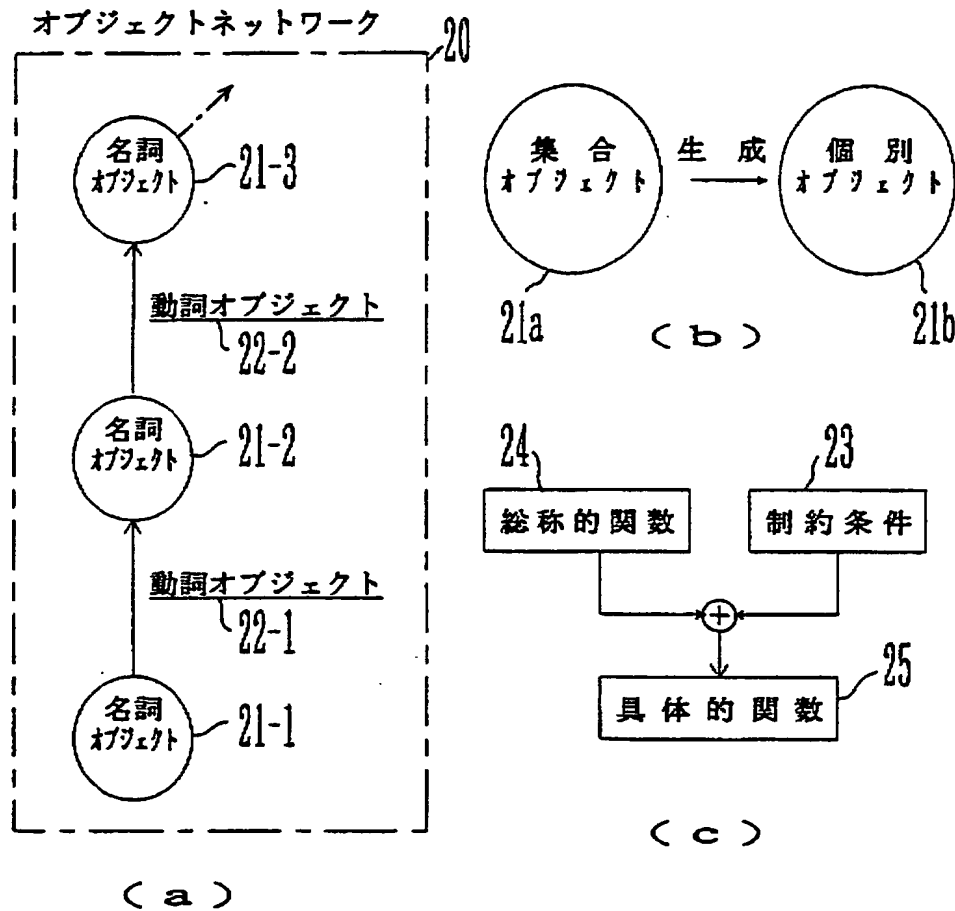 オブジェクトネットワーク
20
名詞
オブジェクト
21-3
動詞オブジェクト
22-2
名詞
オブジェクト
21-2
動詞オブジェクト
22-1
名詞
オブジェクト
21-1
(a)
集合
オブジェクト
生成
個別
オブジェクト
21a
21b
(b)
24
総称的関数
23
制約条件
+
25
具体的関数
(c)